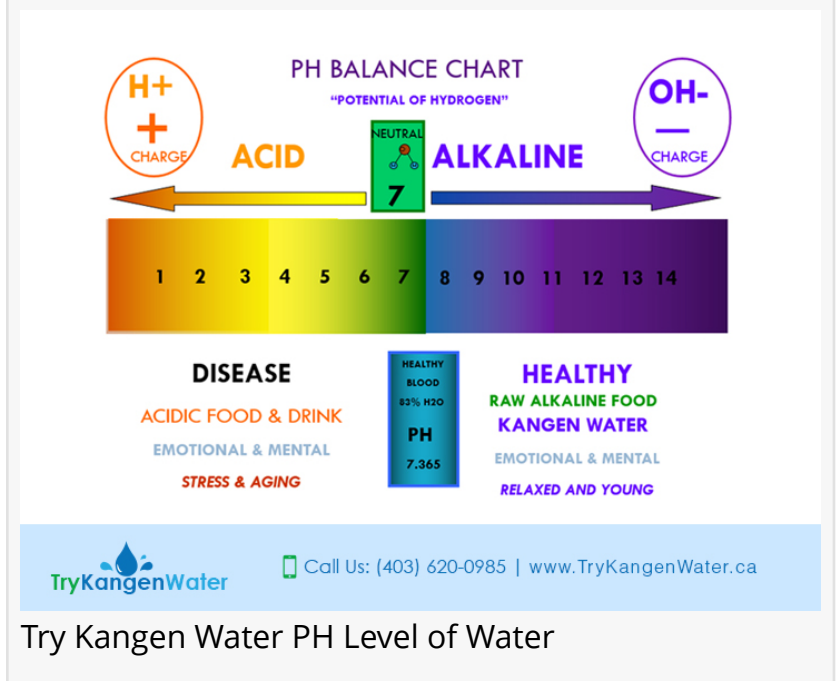 PH BALANCE CHART
"POTENTIAL OF HYDROGEN"
H+
+
CHARGE
ACID
NEUTRAL
7
ALKALINE
OH-
—
CHARGE
1 2 3 4 5 6 7 8 9 10 11 12 13 14
DISEASE
ACIDIC FOOD & DRINK
EMOTIONAL & MENTAL
STRESS & AGING
HEALTHY
BLOOD
83% H2O
PH
7.365
HEALTHY
RAW ALKALINE FOOD
KANGEN WATER
EMOTIONAL & MENTAL
RELAXED AND YOUNG
TryKangenWater
Call Us: (403) 620-0985 | www.TryKangenWater.ca
Try Kangen Water PH Level of Water